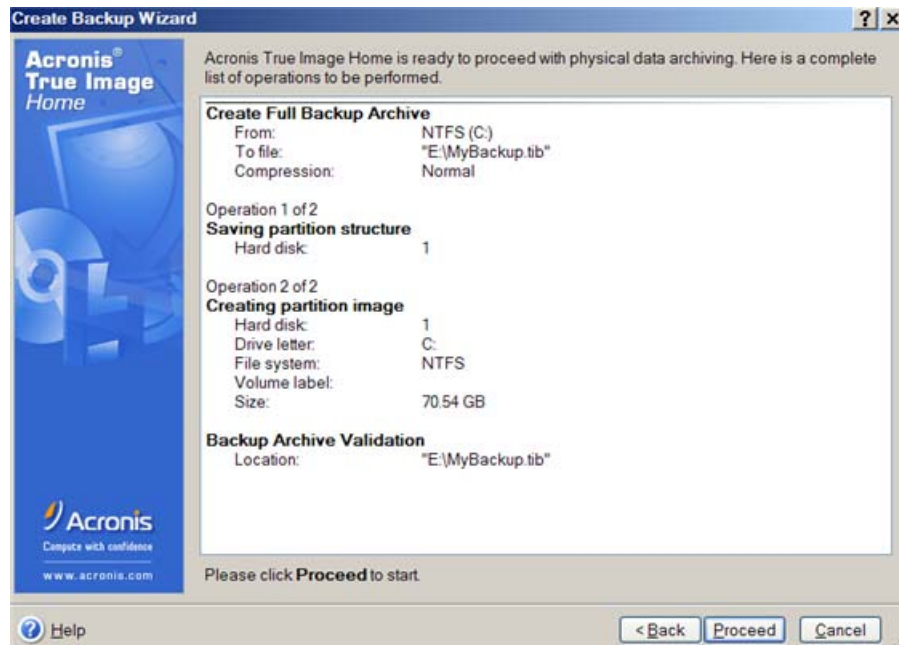 Create Backup Wizard
Acronis®
True Image
Home
Acronis True Image Home is ready to proceed with physical data archiving. Here is a complete
list of operations to be performed.
Create Full Backup Archive
From: NTFS (C:)
To file: "E:\MyBackup.tib"
Compression: Normal
Operation 1 of 2
Saving partition structure
Hard disk: 1
Operation 2 of 2
Creating partition image
Hard disk: 1
Drive letter: C:
File system: NTFS
Volume label:
Size: 70.54 GB
Backup Archive Validation
Location: "E:\MyBackup.tib"
Acronis
Compute with confidence
www.acronis.com
Please click Proceed to start.
Help
< Back
Proceed
Cancel